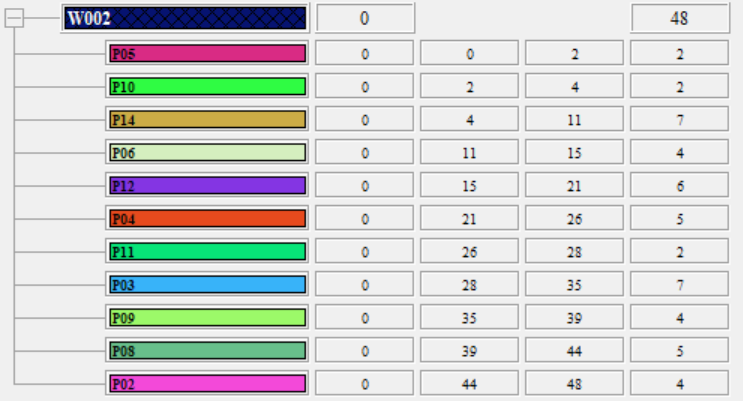 W002 0 48
P05 0 0 2 2
P10 0 2 4 2
P14 0 4 11 7
P06 0 11 15 4
P12 0 15 21 6
P04 0 21 26 5
P11 0 26 28 2
P03 0 28 35 7
P09 0 35 39 4
P08 0 39 44 5
P02 0 44 48 4